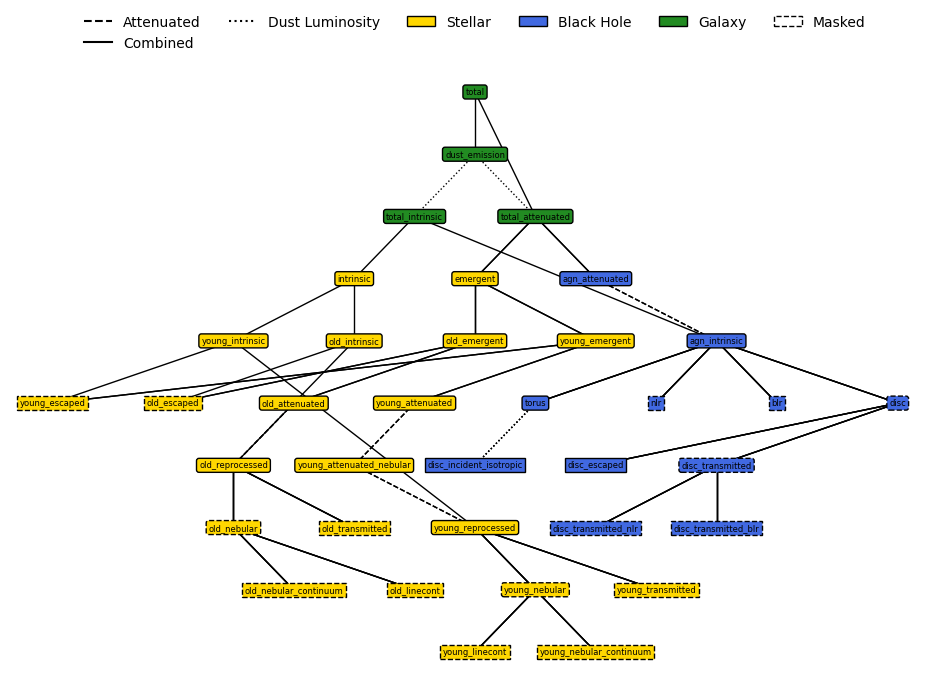 Attenuated Dust Luminosity Stellar Black Hole Galaxy Masked
Combined
total
dust_emission
total_intrinsic total_attenuated
intrinsic emergent agn_attenuated
young_intrinsic old_intrinsic old_emergent young_emergent agn_intrinsic
young_escaped old_escaped old_attenuated young_attenuated torus nlr blr disc
old_reprocessed young_attenuated_nebular disc_incident_isotropic disc_escaped disc_transmitted
old_nebular old_transmitted young_reprocessed disc_transmitted_nlr disc_transmitted_blr
old_nebular_continuum old_linecont young_nebular young_transmitted
young_linecont young_nebular_continuum